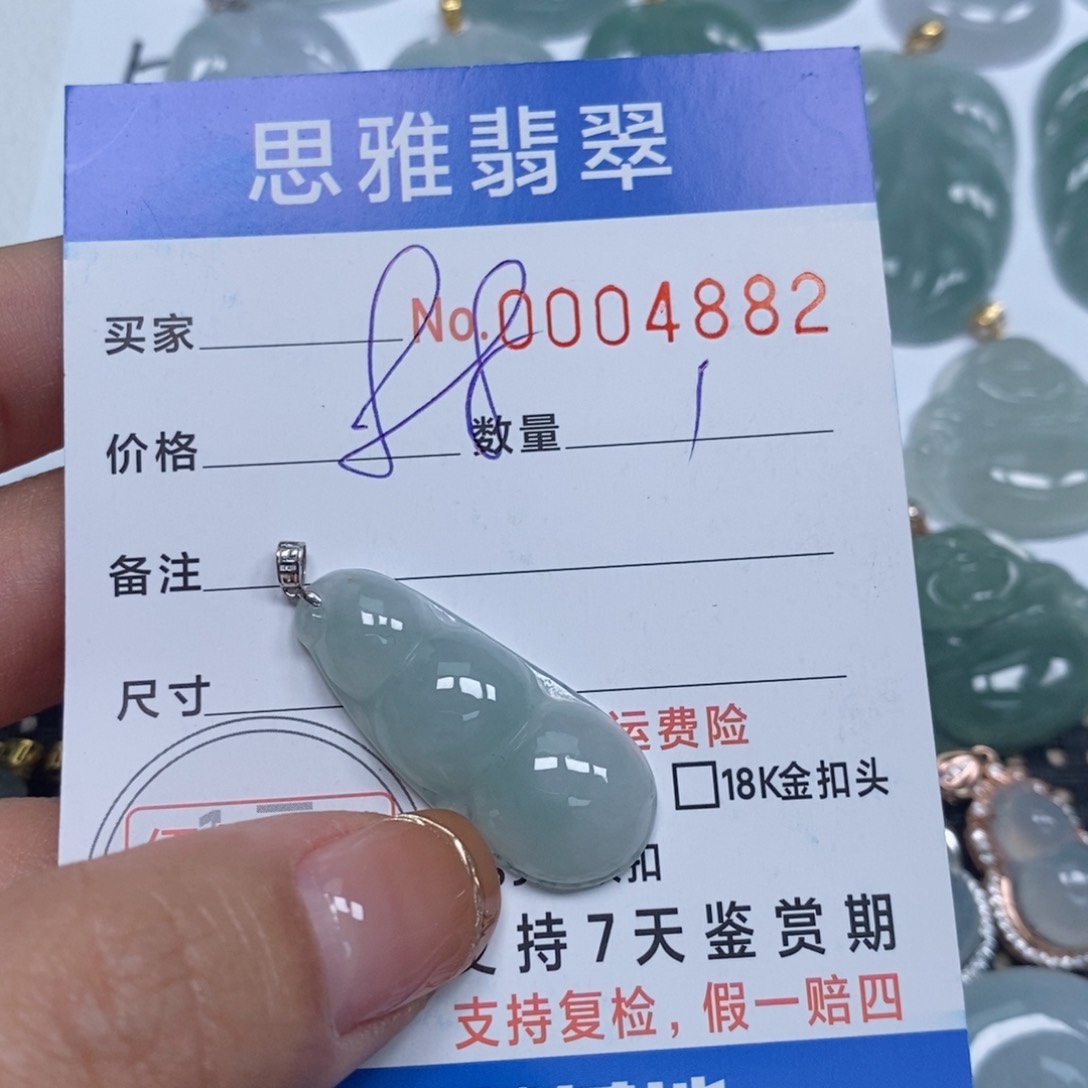 思雅翡翠
买家 No.0004882
价格 88 数量 1
备注
尺寸
运费险
18K金扣头
扣
支持7天鉴赏期
支持复检，假一赔四